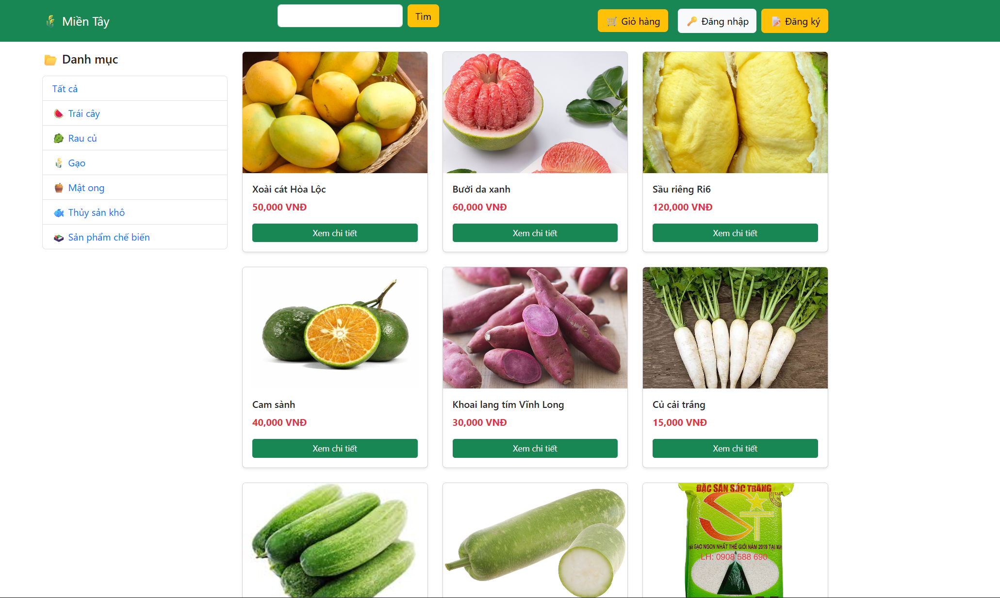 Miền Tây
Tìm
Giỏ hàng
Đăng nhập
Đăng ký
Danh mục
Tất cả
Trái cây
Rau củ
Gạo
Mật ong
Thủy sản khô
Sản phẩm chế biến
Xoài cát Hòa Lộc
50,000 VNĐ
Xem chi tiết
Bưởi da xanh
60,000 VNĐ
Xem chi tiết
Sầu riêng Ri6
120,000 VNĐ
Xem chi tiết
Cam sành
40,000 VNĐ
Xem chi tiết
Khoai lang tím Vĩnh Long
30,000 VNĐ
Xem chi tiết
Củ cải trắng
15,000 VNĐ
Xem chi tiết
ĐẶC SẢN SÓC TRĂNG
ST
GẠO NGON NHẤT THẾ GIỚI NĂM 2019 TẠI
LH: 0908 588 690